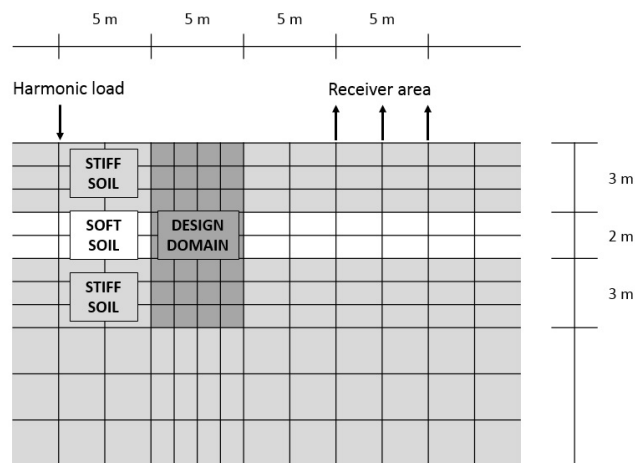 5 m 5 m 5 m 5 m
Harmonic load Receiver area
STIFF
SOIL
3 m
SOFT
SOIL
DESIGN
DOMAIN
2 m
STIFF
SOIL
3 m